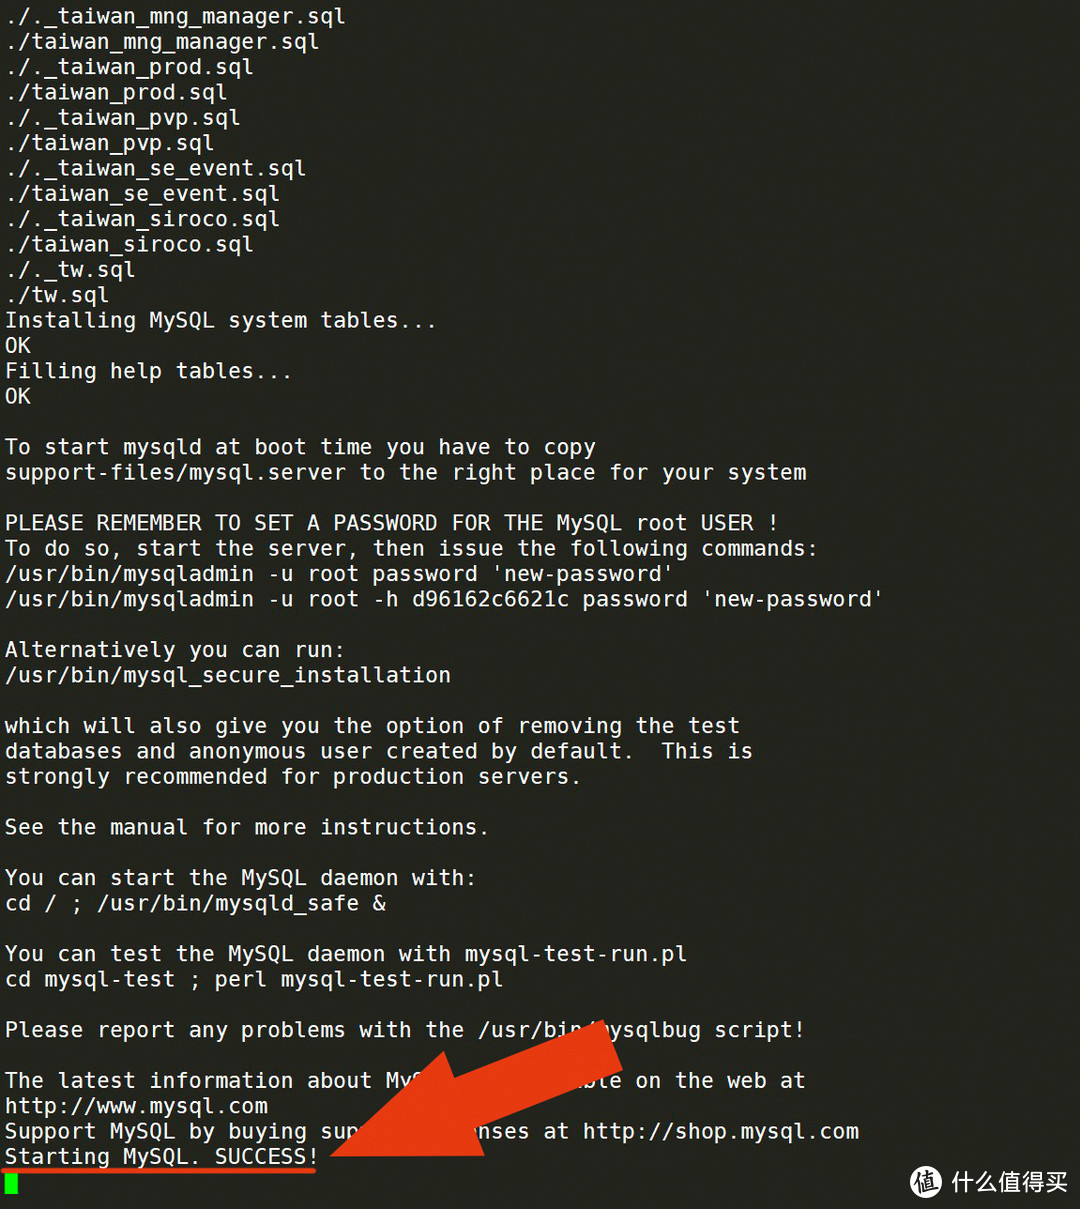 ./._taiwan_mng_manager.sql
./taiwan_mng_manager.sql
./._taiwan_prod.sql
./taiwan_prod.sql
./._taiwan_pvp.sql
./taiwan_pvp.sql
./._taiwan_se_event.sql
./taiwan_se_event.sql
./._taiwan_siroco.sql
./taiwan_siroco.sql
./._tw.sql
./tw.sql
Installing MySQL system tables...
OK
Filling help tables...
OK
To start mysqld at boot time you have to copy
support-files/mysql.server to the right place for your system
PLEASE REMEMBER TO SET A PASSWORD FOR THE MySQL root USER !
To do so, start the server, then issue the following commands:
/usr/bin/mysqladmin -u root password 'new-password'
/usr/bin/mysqladmin -u root -h d96162c6621c password 'new-password'
Alternatively you can run:
/usr/bin/mysql_secure_installation
which will also give you the option of removing the test
databases and anonymous user created by default.  This is
strongly recommended for production servers.
See the manual for more instructions.
You can start the MySQL daemon with:
cd / ; /usr/bin/mysqld_safe &
You can test the MySQL daemon with mysql-test-run.pl
cd mysql-test ; perl mysql-test-run.pl
Please report any problems with the /usr/bin/mysqlbug script!
The latest information about on the web at
http://www.mysql.com
Support MySQL by buying at http://shop.mysql.com
Starting MySQL. SUCCESS!
值 什么值得买